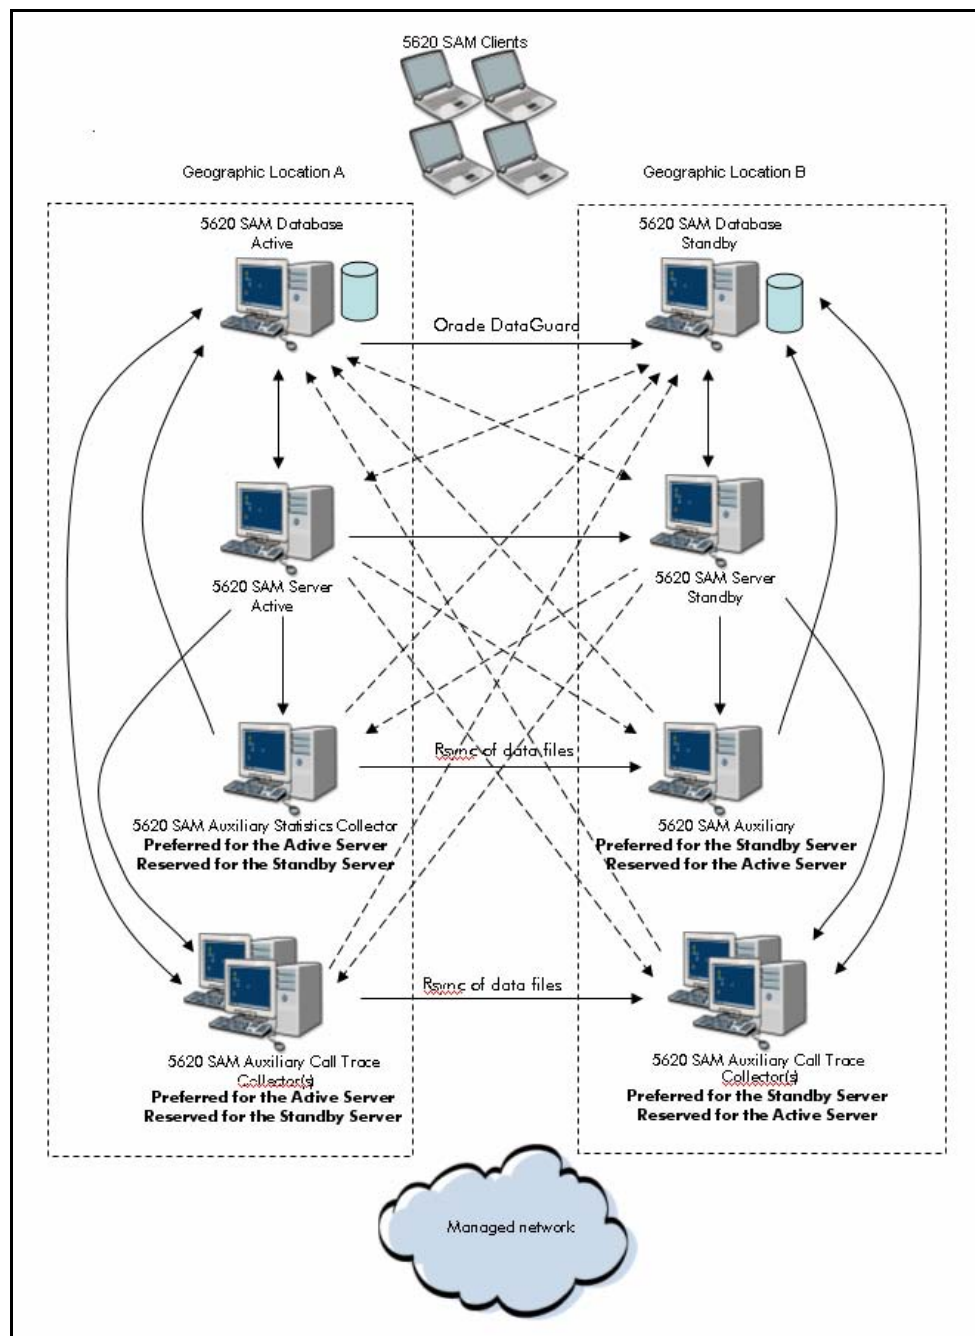 5620 SAM Clients
Geographic Location A
Geographic Location B
5620 SAM Database
Active
5620 SAM Database
Standby
Oracle DataGuard
5620 SAM Server
Active
5620 SAM Server
Standby
Rsync of data files
5620 SAM Auxiliary Statistics Collector
Preferred for the Active Server
Reserved for the Standby Server
5620 SAM Auxiliary
Preferred for the Standby Server
Reserved for the Active Server
Rsync of data files
5620 SAM Auxiliary Call Trace
Collector(s)
Preferred for the Active Server
Reserved for the Standby Server
5620 SAM Auxiliary Call Trace
Collector(s)
Preferred for the Standby Server
Reserved for the Active Server
Managed network